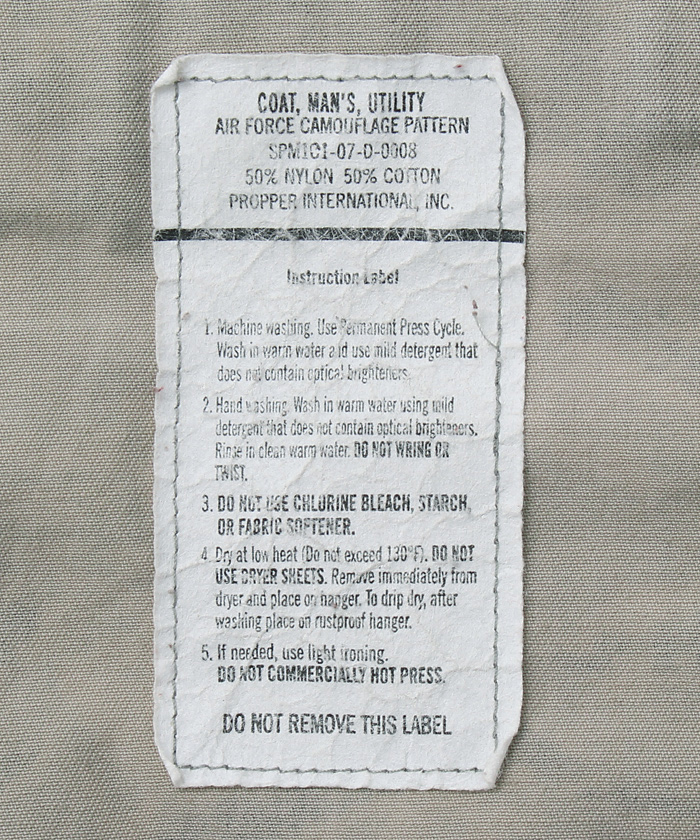 COAT, MAN'S, UTILITY
AIR FORCE CAMOUFLAGE PATTERN
SPM1C1-07-D-0008
50% NYLON 50% COTTON
PROPPER INTERNATIONAL, INC.
Instruction Label
1. Machine washing. Use Permanent Press Cycle.
Wash in warm water and use mild detergent that
does not contain optical brighteners.
2. Hand washing. Wash in warm water using mild
detergent that does not contain optical brighteners.
Rinse in clean warm water. DO NOT WRING OR
TWIST.
3. DO NOT USE CHLORINE BLEACH, STARCH,
OR FABRIC SOFTENER.
4. Dry at low heat (Do not exceed 130°F). DO NOT
USE DRYER SHEETS. Remove immediately from
dryer and place on hanger. To drip dry, after
washing place on rustproof hanger.
5. If needed, use light ironing.
DO NOT COMMERCIALLY HOT PRESS.
DO NOT REMOVE THIS LABEL